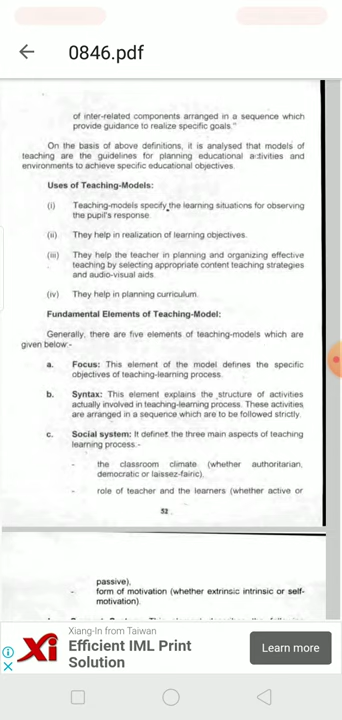 0846.pdf
of inter-related components arranged in a sequence which
provide guidance to realize specific goals."
On the basis of above definitions, it is analysed that models of
teaching are the guidelines for planning educational activities and
environments to achieve specific educational objectives.
Uses of Teaching-Models:
(i) Teaching-models specify the learning situations for observing
the pupil's response.
(ii) They help in realization of learning objectives.
(iii) They help the teacher in planning and organizing effective
teaching by selecting appropriate content teaching strategies
and audio-visual aids.
(iv) They help in planning curriculum.
Fundamental Elements of Teaching-Model:
Generally, there are five elements of teaching-models which are
given below:-
a. Focus: This element of the model defines the specific
objectives of teaching-learning process.
b. Syntax: This element explains the structure of activities
actually involved in teaching-learning process. These activities
are arranged in a sequence which are to be followed strictly.
c. Social system: It defines the three main aspects of teaching
learning process.-
- the classroom climate (whether authoritarian,
democratic or laissez-fairic),
- role of teacher and the learners (whether active or
52
passive),
- form of motivation (whether extrinsic intrinsic or self-
motivation).
Xiang-In from Taiwan
Xi
Efficient IML Print
Solution
Learn more